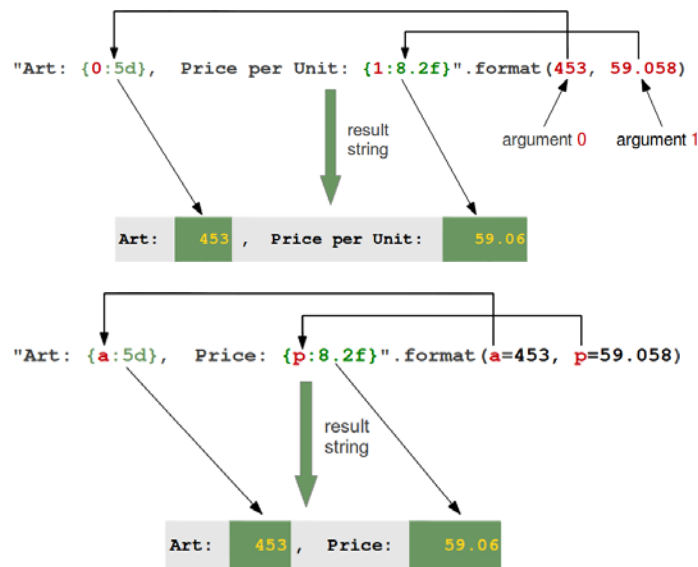 "Art: {0:5d}, Price per Unit: {1:8.2f}".format(453, 59.058)
result
string
argument 0 argument 1
Art: 453 , Price per Unit: 59.06
"Art: {a:5d}, Price: {p:8.2f}".format(a=453, p=59.058)
result
string
Art: 453, Price: 59.06